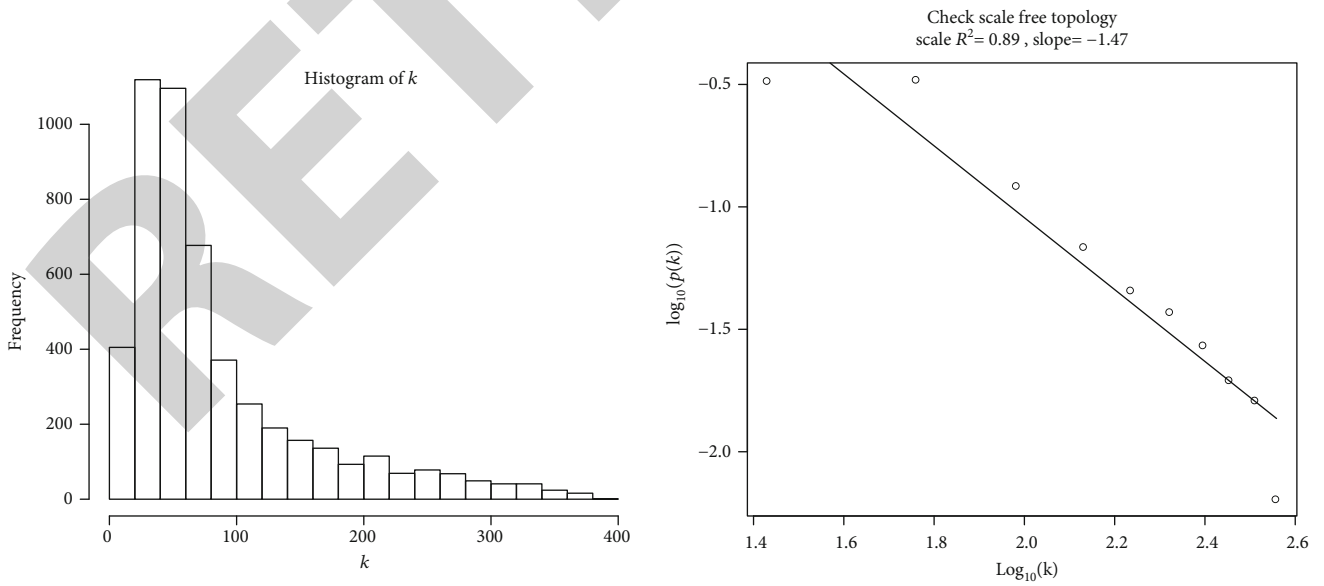 Histogram of k
Frequency
1000
800
600
400
200
0
0 100 200 300 400
k
Check scale free topology
scale R²= 0.89 , slope= −1.47
log₁₀(p(k))
−0.5
−1.0
−1.5
−2.0
1.4 1.6 1.8 2.0 2.2 2.4 2.6
Log₁₀(k)
RET